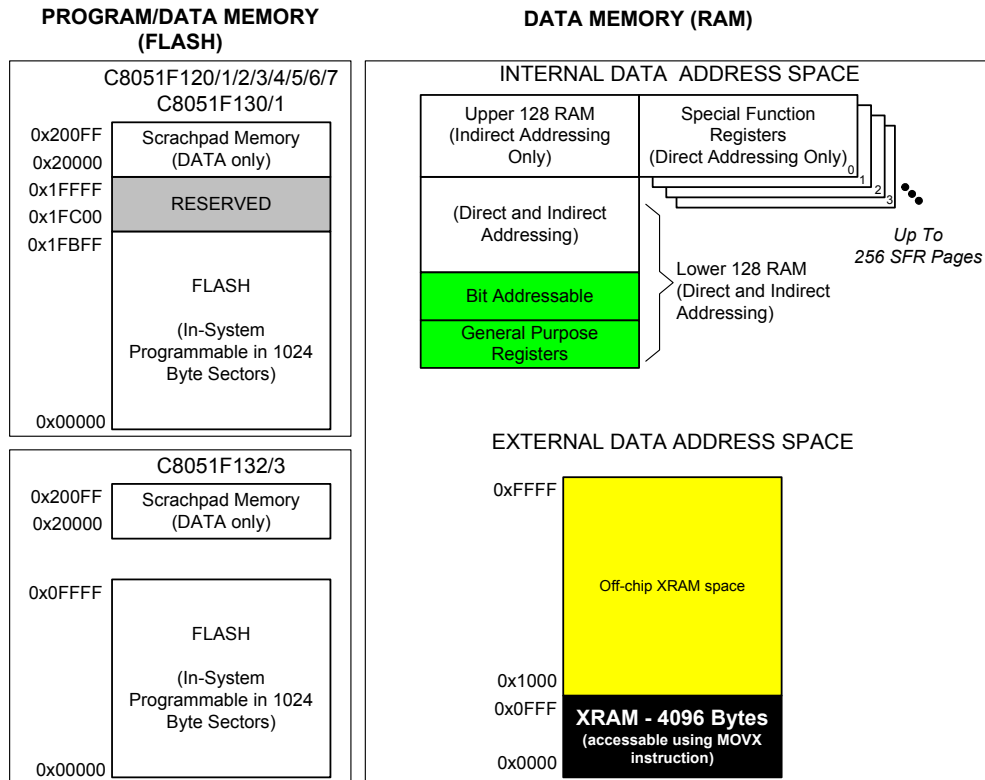 PROGRAM/DATA MEMORY
(FLASH)
C8051F120/1/2/3/4/5/6/7
C8051F130/1
0x200FF
0x20000
Scrachpad Memory
(DATA only)
0x1FFFF
0x1FC00
RESERVED
0x1FBFF
FLASH
(In-System
Programmable in 1024
Byte Sectors)
0x00000
C8051F132/3
0x200FF
0x20000
Scrachpad Memory
(DATA only)
0x0FFFF
FLASH
(In-System
Programmable in 1024
Byte Sectors)
0x00000
DATA MEMORY (RAM)
INTERNAL DATA ADDRESS SPACE
Upper 128 RAM
(Indirect Addressing
Only)
Special Function
Registers
(Direct Addressing Only)
0
1
2
3
Up To
256 SFR Pages
(Direct and Indirect
Addressing)
Bit Addressable
General Purpose
Registers
Lower 128 RAM
(Direct and Indirect
Addressing)
EXTERNAL DATA ADDRESS SPACE
0xFFFF
Off-chip XRAM space
0x1000
0x0FFF
XRAM - 4096 Bytes
(accessable using MOVX
instruction)
0x0000